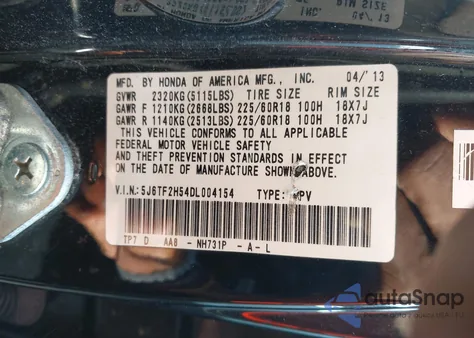 MFD. BY HONDA OF AMERICA MFG., INC. 04/'13
GVWR 2320KG(5115LBS) TIRE SIZE RIM SIZE
GAWR F 1210KG(2668LBS) 225/60R18 100H 18X7J
GAWR R 1140KG(2513LBS) 225/60R18 100H 18X7J
THIS VEHICLE CONFORMS TO ALL APPLICABLE
FEDERAL MOTOR VEHICLE SAFETY
AND THEFT PREVENTION STANDARDS IN EFFECT
ON THE DATE OF MANUFACTURE SHOWN ABOVE.
V.I.N.: 5J6TF2H54DL004154 TYPE: MPV
TP7 D AA8 - NH731P - A - L
autoSnap